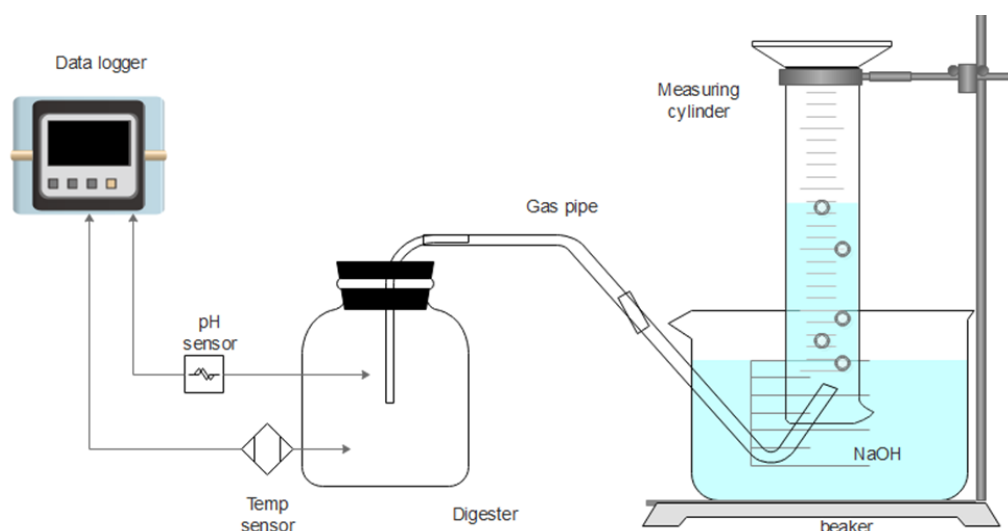 Data logger
Measuring
cylinder
Gas pipe
pH
sensor
NaOH
Temp
sensor
Digester
beaker